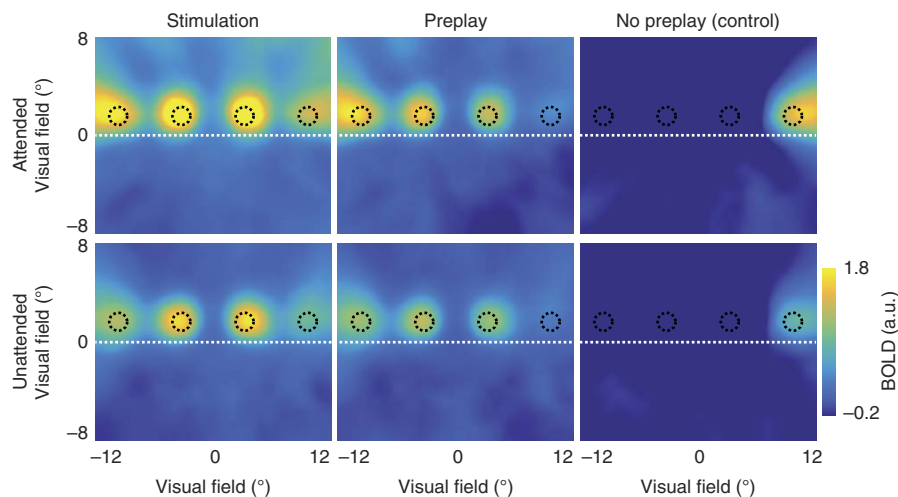 Stimulation
Preplay
No preplay (control)
Attended
Visual field (°)
8
0
−8
Unattended
Visual field (°)
8
0
−8
1.8
−0.2
BOLD (a.u.)
−12
0
12
−12
0
12
−12
0
12
Visual field (°)
Visual field (°)
Visual field (°)